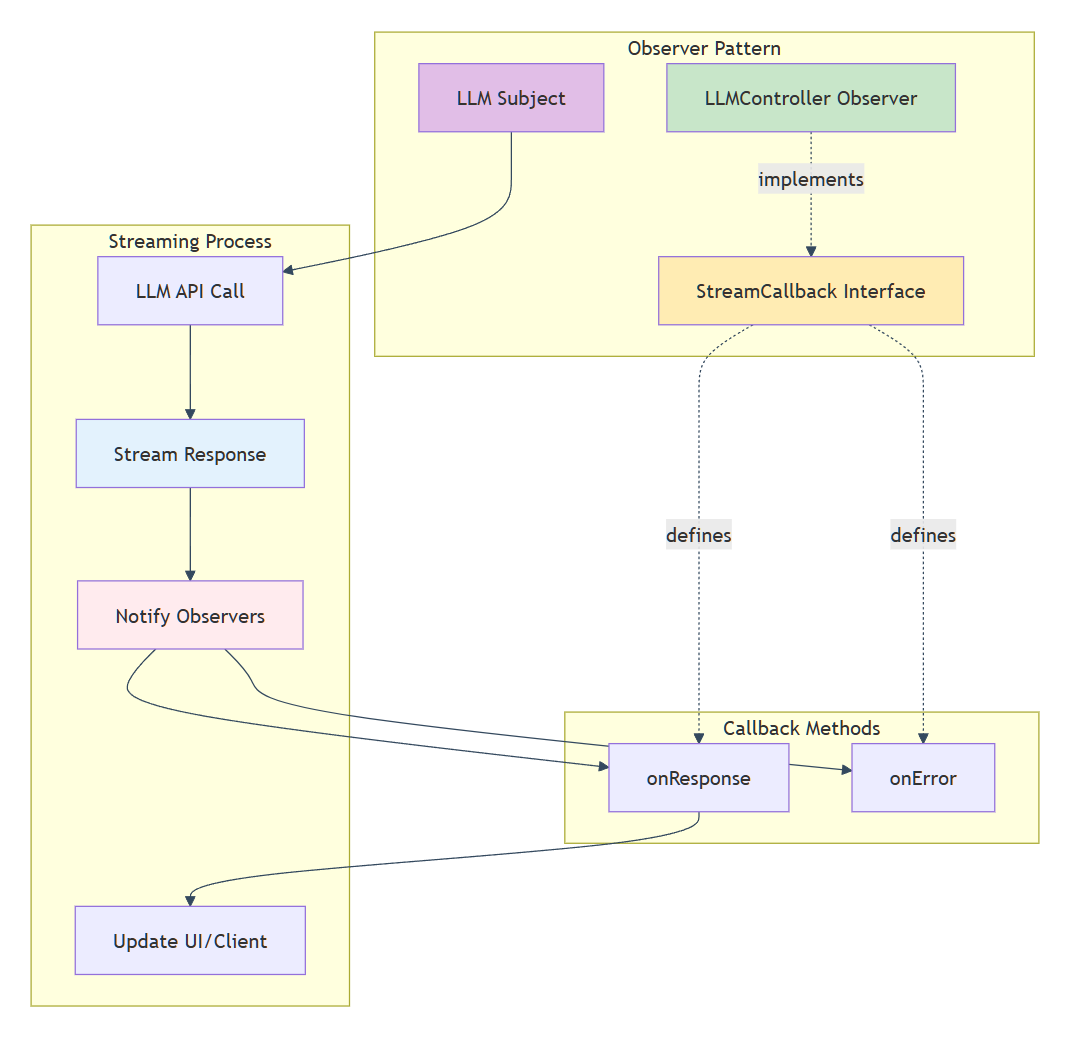 Observer Pattern
LLM Subject
LLMController Observer
implements
Streaming Process
LLM API Call
StreamCallback Interface
Stream Response
defines
defines
Notify Observers
Callback Methods
onResponse
onError
Update UI/Client